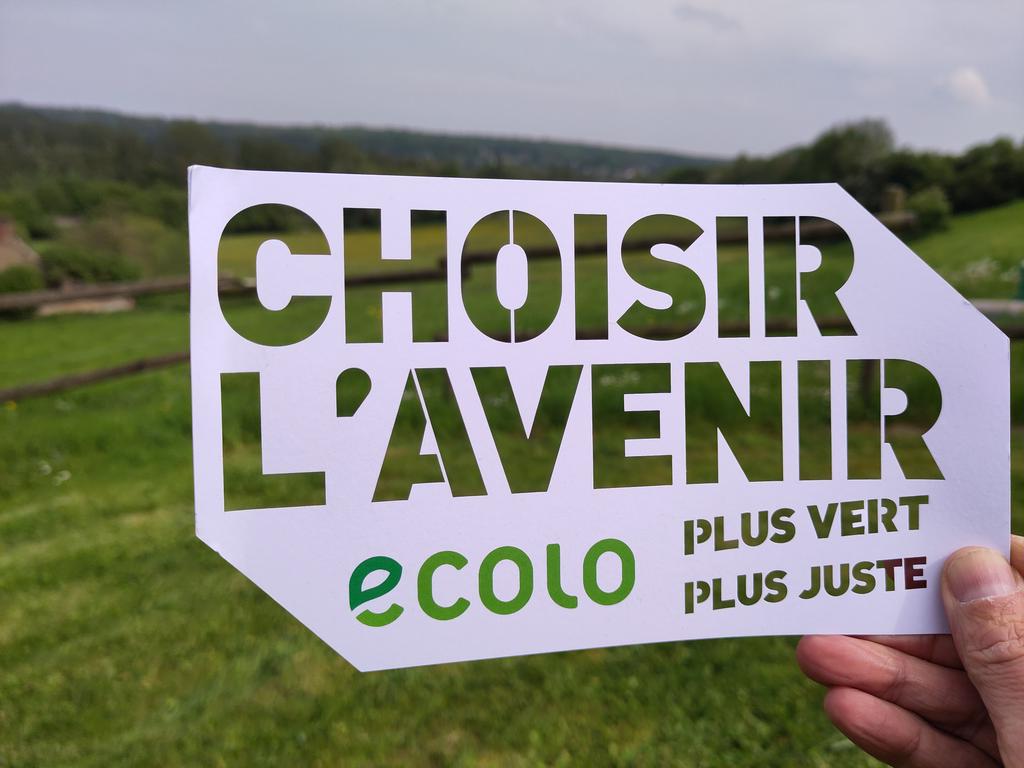 CHOISIR
L'AVENIR
ecolo
PLUS VERT
PLUS JUSTE